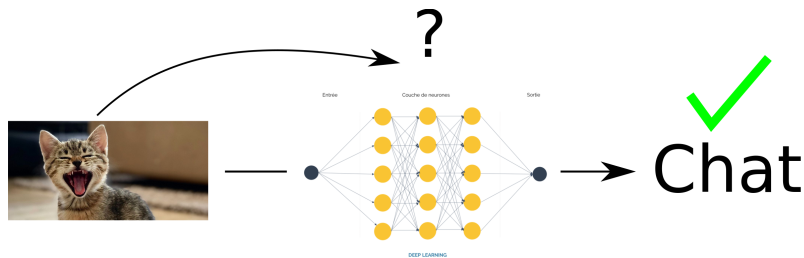 ?
Entrée
Couche de neurones
Sortie
Chat
DEEP LEARNING